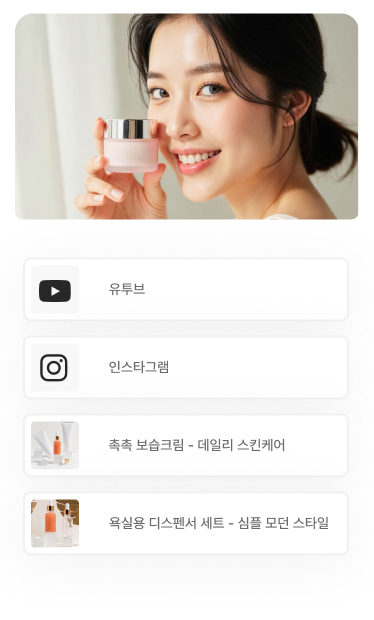 유투브
인스타그램
촉촉 보습크림 - 데일리 스킨케어
욕실용 디스펜서 세트 - 심플 모던 스타일